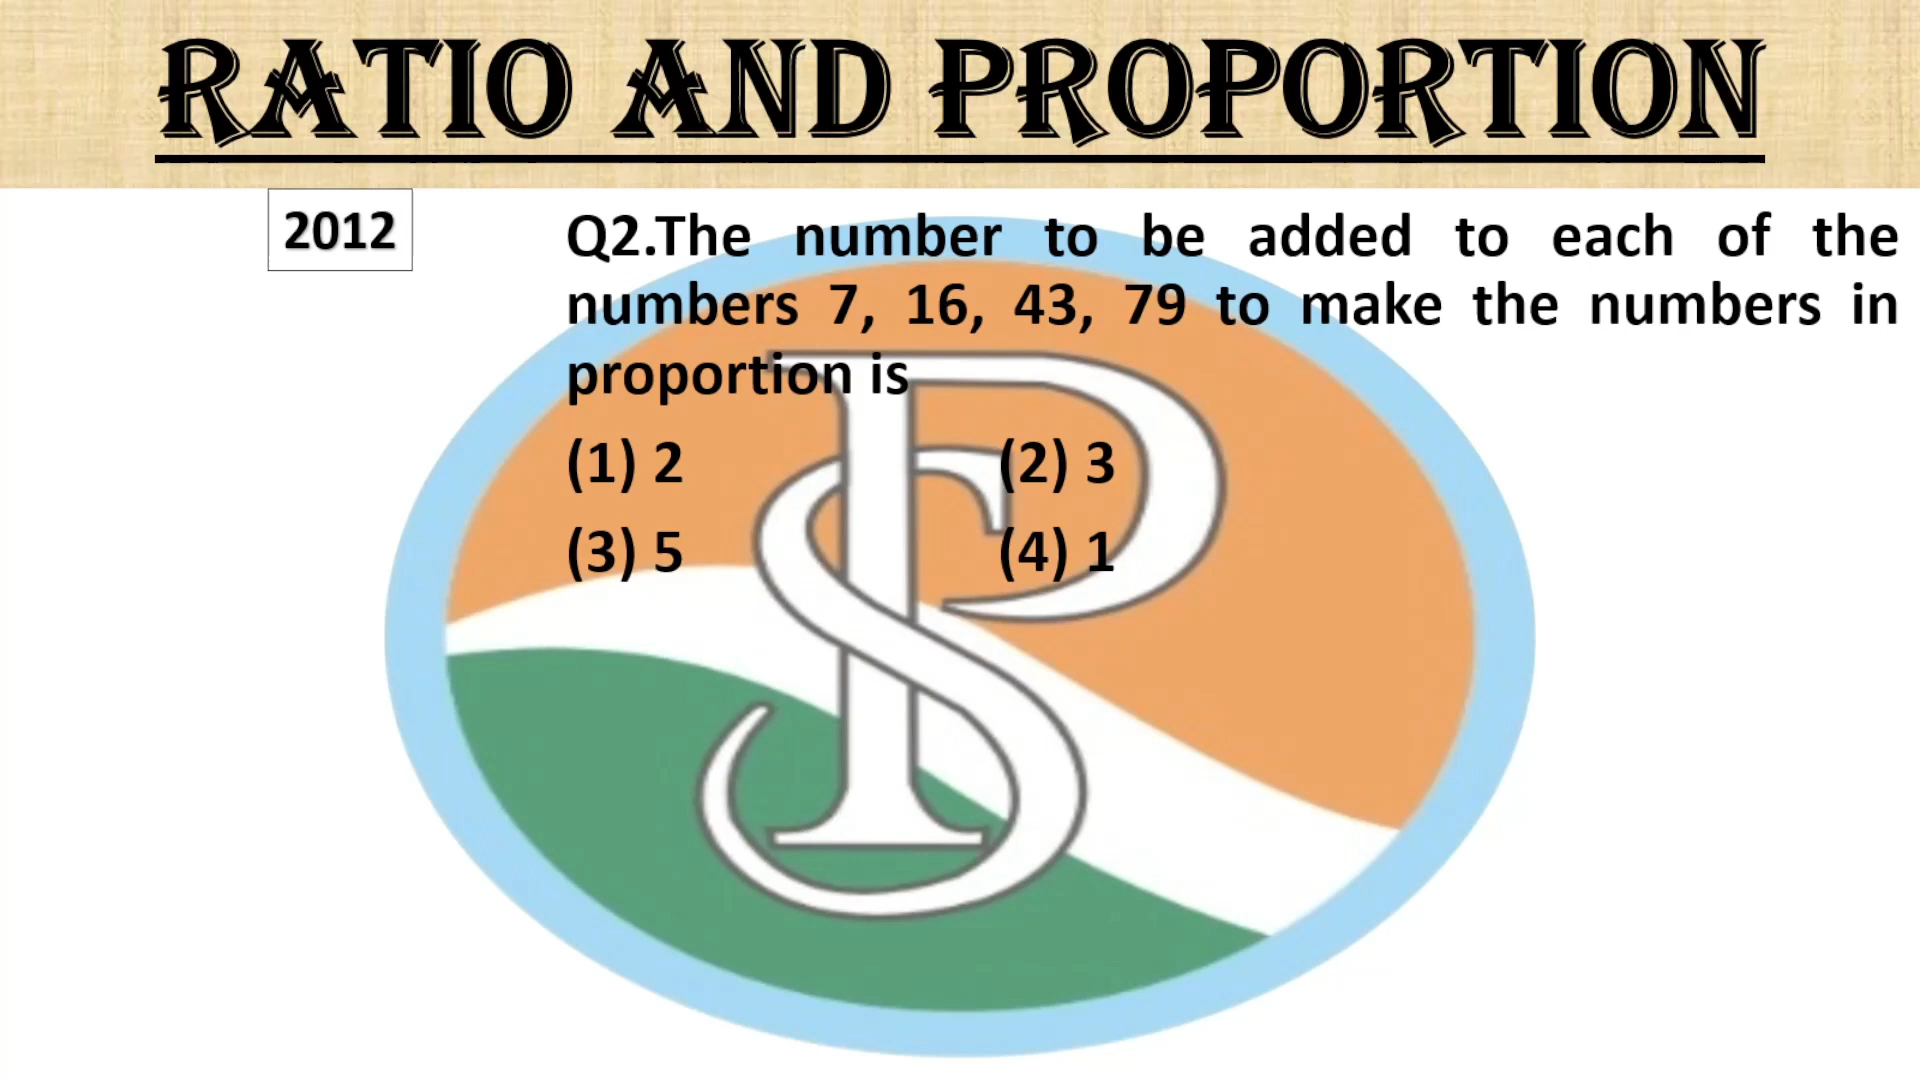 RATIO AND PROPORTION
2012
Q2.The number to be added to each of the
numbers 7, 16, 43, 79 to make the numbers in
proportion is
(1) 2 (2) 3
(3) 5 (4) 1